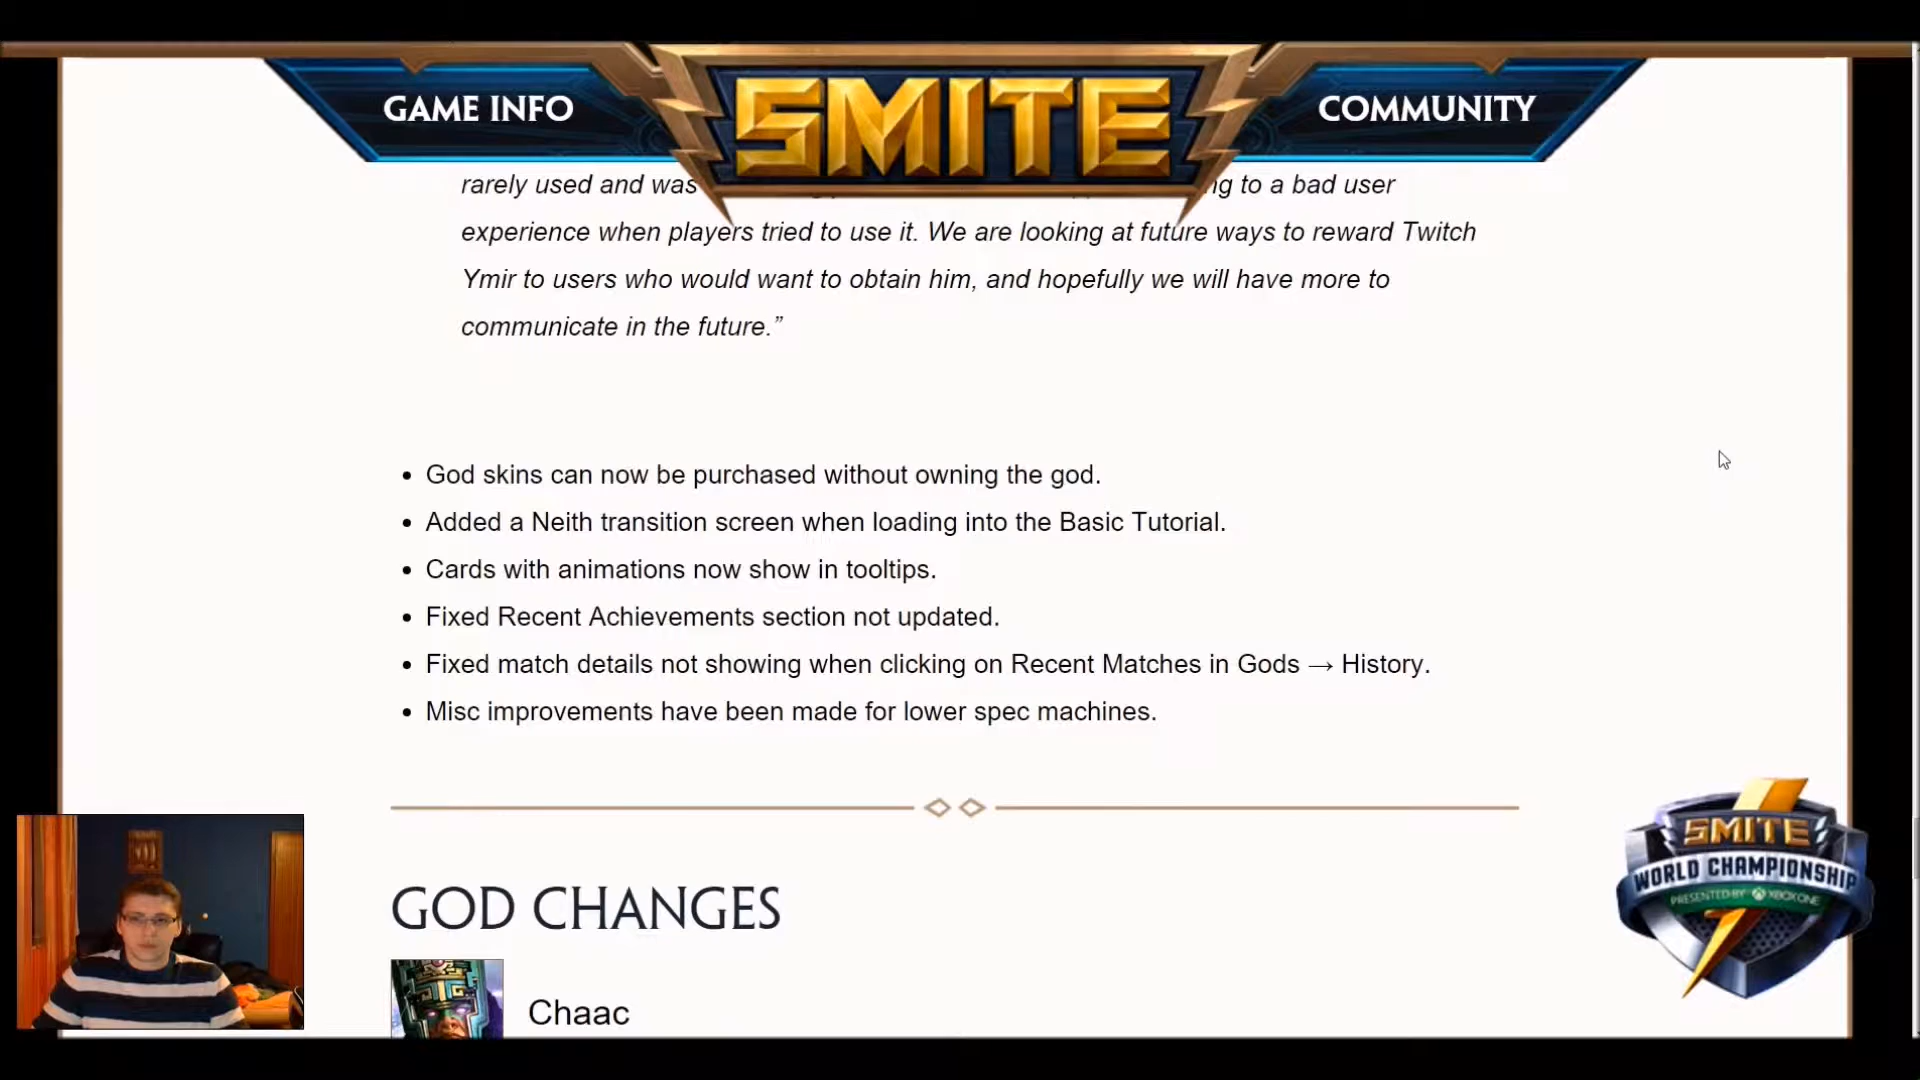 GAME INFO
SMITE
COMMUNITY
rarely used and was
to a bad user
experience when players tried to use it. We are looking at future ways to reward Twitch
Ymir to users who would want to obtain him, and hopefully we will have more to
communicate in the future.”
• God skins can now be purchased without owning the god.
• Added a Neith transition screen when loading into the Basic Tutorial.
• Cards with animations now show in tooltips.
• Fixed Recent Achievements section not updated.
• Fixed match details not showing when clicking on Recent Matches in Gods → History.
• Misc improvements have been made for lower spec machines.
SMITE
WORLD CHAMPIONSHIP
PRESENTED BY XBOX ONE
GOD CHANGES
Chaac